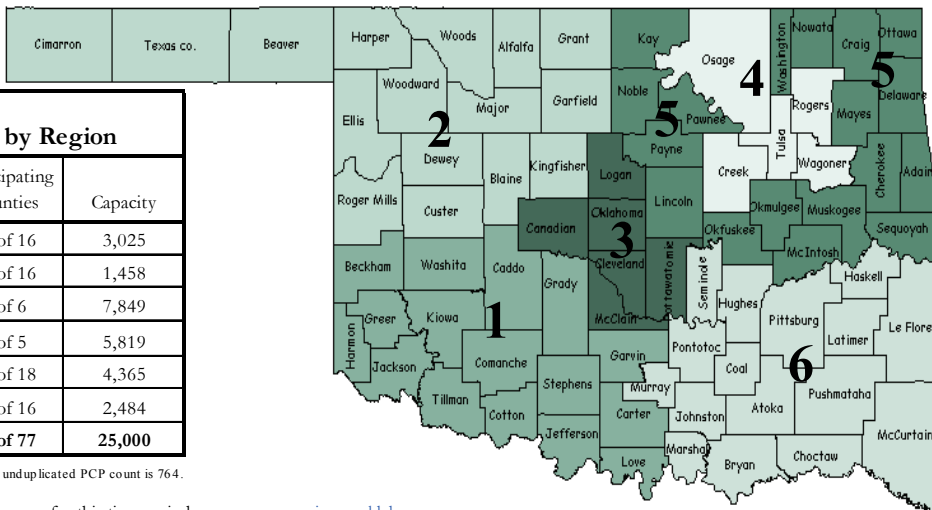 by Region
ipating
nties
Capacity
of 16 3,025
of 16 1,458
of 6 7,849
of 5 5,819
of 18 4,365
of 16 2,484
of 77 25,000
unduplicated PCP count is 764.
Cimarron
Texas co.
Beaver
Harper
Woods
Alfalfa
Grant
Kay
Osage
Washington
Nowata
Craig
Ottawa
4
5
Woodward
Major
Garfield
Noble
Pawnee
Rogers
Mayes
Delaware
Ellis
2
5
Dewey
Blaine
Kingfisher
Logan
Payne
Creek
Tulsa
Wagoner
Cherokee
Adair
Roger Mills
Custer
Canadian
Oklahoma
Lincoln
Okmulgee
Muskogee
Okfuskee
Sequoyah
3
Cleveland
McIntosh
Beckham
Washita
Caddo
Grady
Pottawatomie
Seminole
Haskell
Hughes
Greer
Kiowa
1
McClain
Pittsburg
Latimer
Le Flore
Harmon
Jackson
Comanche
Garvin
Pontotoc
Coal
6
Tillman
Cotton
Stephens
Murray
Carter
Johnston
Atoka
Pushmataha
Jefferson
Love
Marshal
Bryan
Choctaw
McCurtain